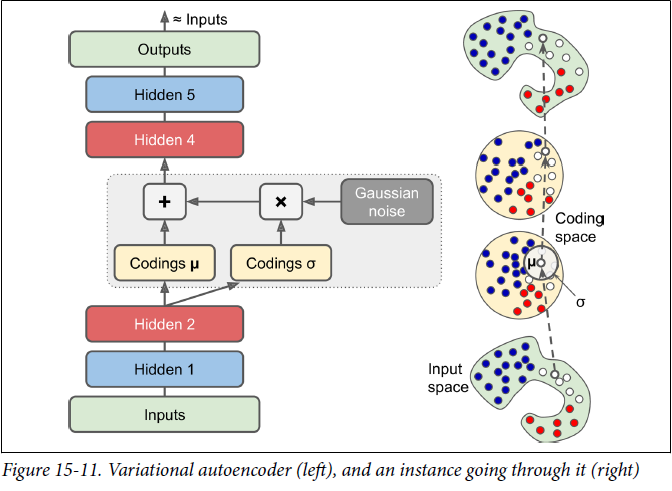 ≈ Inputs
Outputs
Hidden 5
Hidden 4
+
×
Gaussian
noise
Codings μ
Codings σ
Hidden 2
Hidden 1
Inputs
Coding
space
μ
σ
Input
space
Figure 15-11. Variational autoencoder (left), and an instance going through it (right)